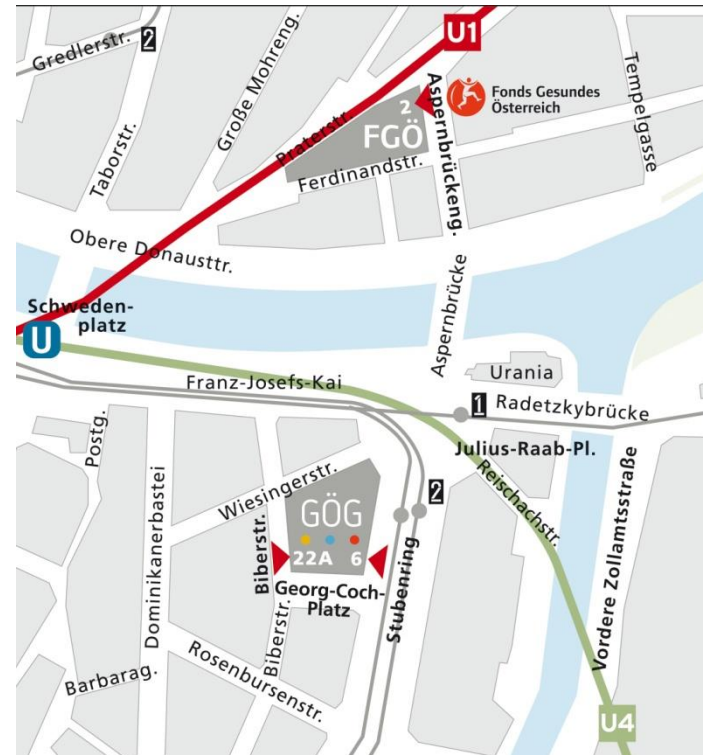 U1
Gredlerstr.
2
Große Mohreng.
Taborstr.
Praterstr.
2
FGÖ
Aspernbrückeng.
Fonds Gesundes
Österreich
Tempelgasse
Ferdinandstr.
Obere Donausttr.
Schweden-
platz
U
Aspernbrücke
Franz-Josefs-Kai
Urania
1
Radetzkybrücke
Julius-Raab-Pl.
Postg.
Dominikanerbastei
Wiesingerstr.
Biberstr.
GÖG
22A
6
2
Reischachstr.
Georg-Coch-
Platz
Stubenring
Biberstr.
Vordere Zollamtsstraße
Barbarag.
Rosenbursenstr.
U4